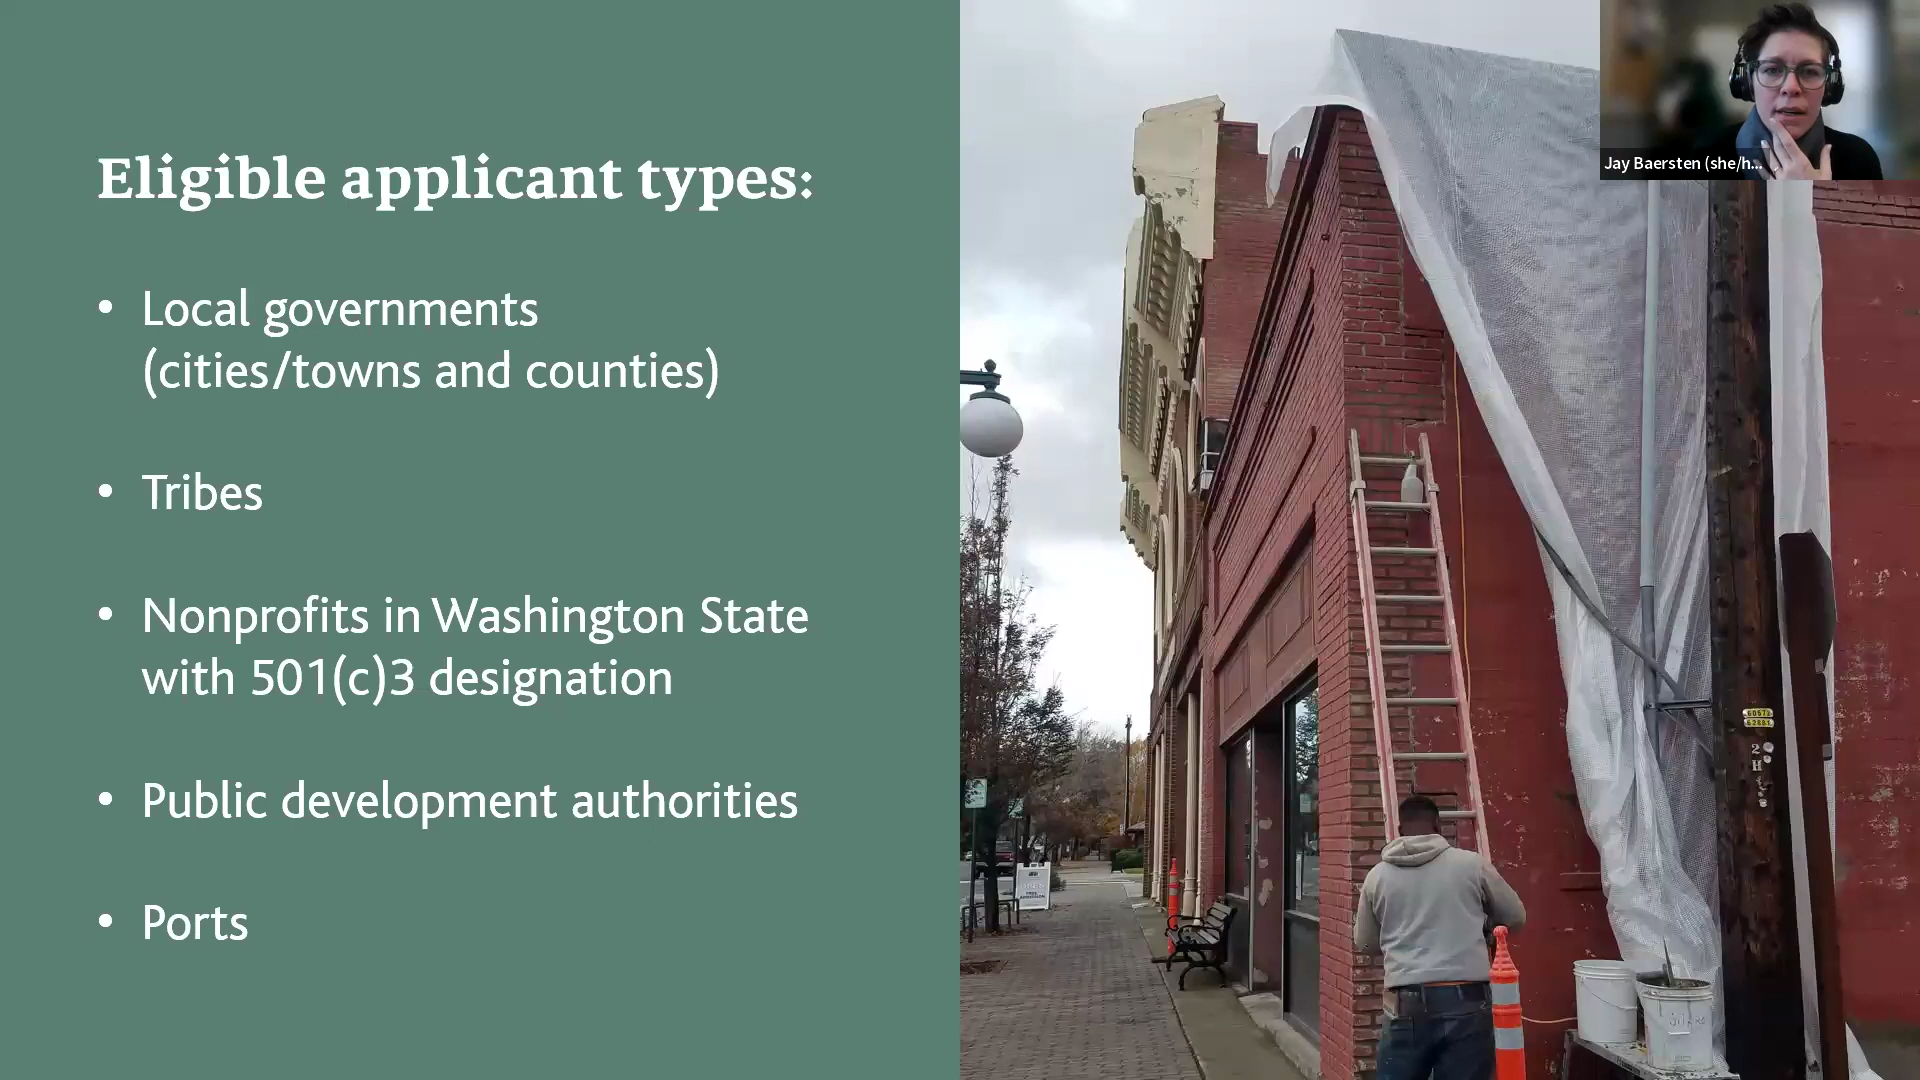 Jay Baersten (she/h...
Eligible applicant types:
• Local governments
(cities/towns and counties)
• Tribes
• Nonprofits in Washington State
with 501(c)3 designation
• Public development authorities
• Ports